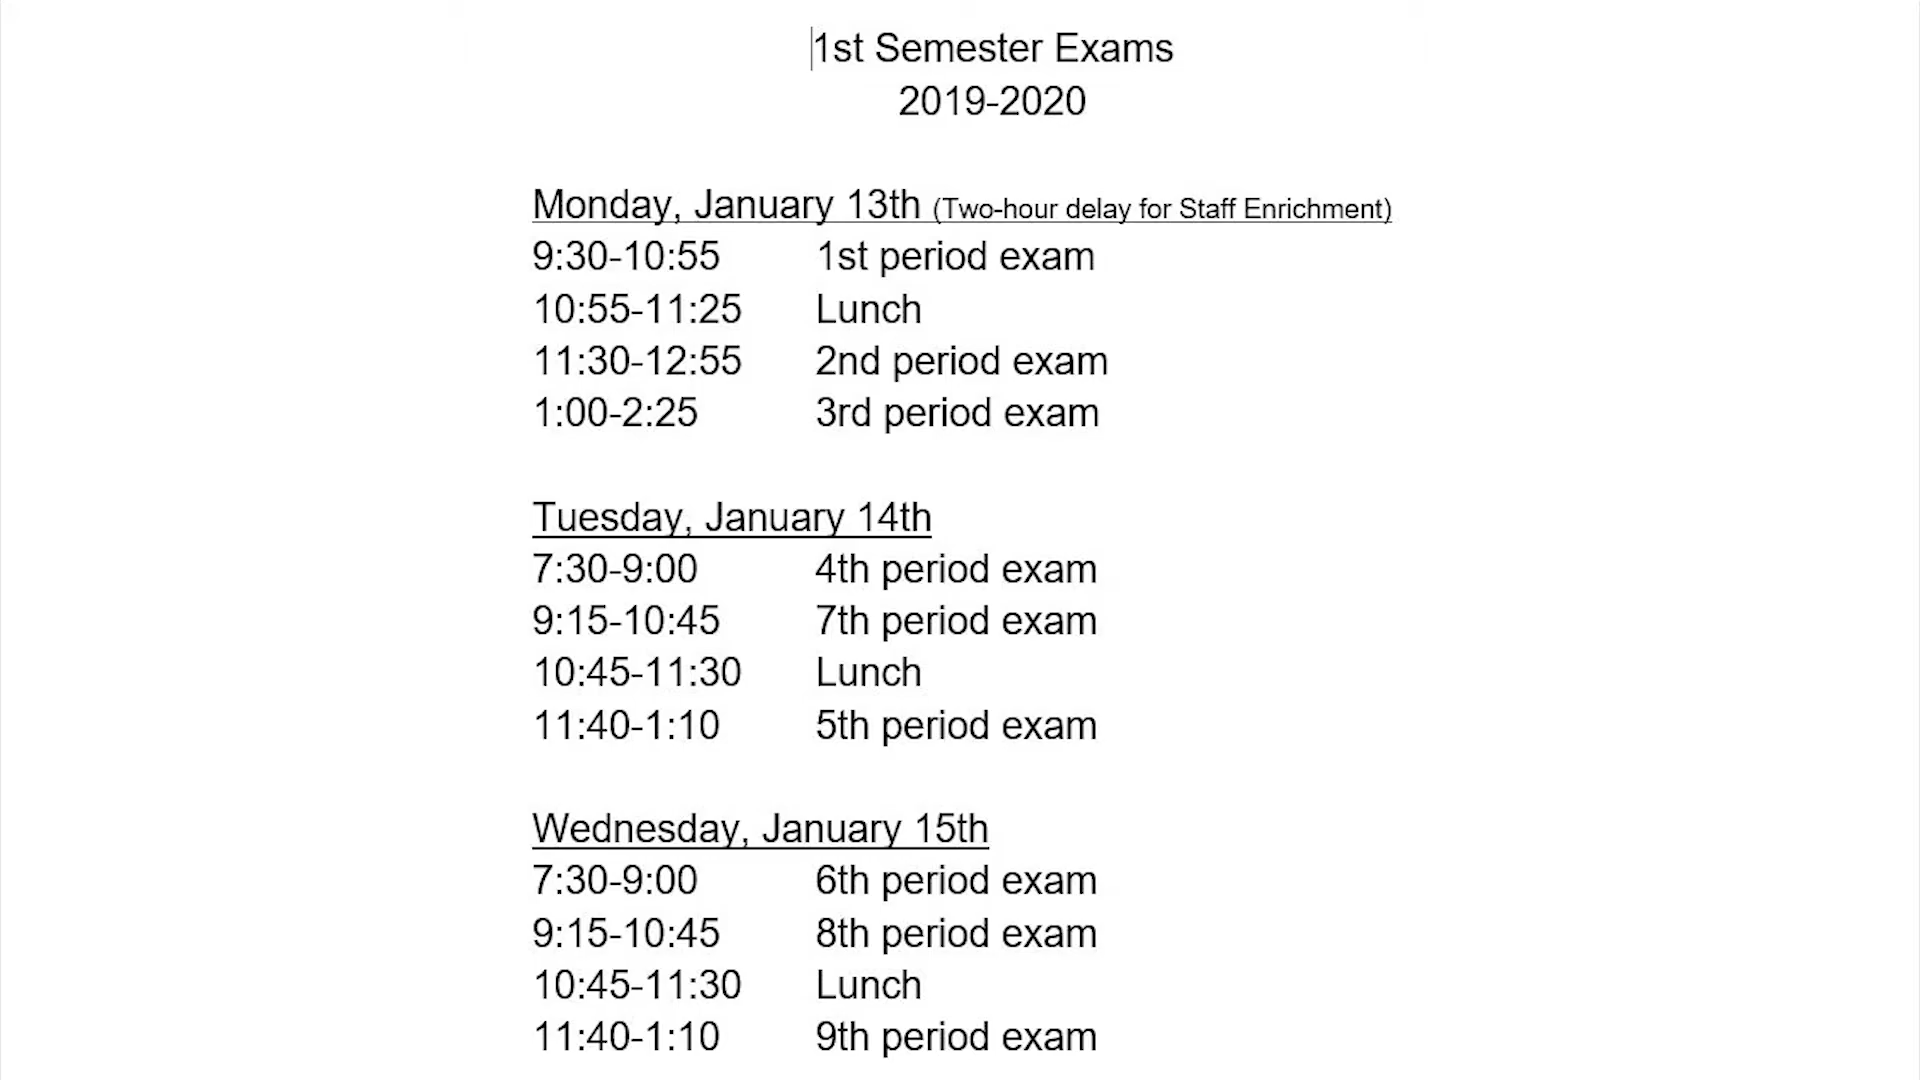 1st Semester Exams
2019-2020
Monday, January 13th (Two-hour delay for Staff Enrichment)
9:30-10:55 1st period exam
10:55-11:25 Lunch
11:30-12:55 2nd period exam
1:00-2:25 3rd period exam
Tuesday, January 14th
7:30-9:00 4th period exam
9:15-10:45 7th period exam
10:45-11:30 Lunch
11:40-1:10 5th period exam
Wednesday, January 15th
7:30-9:00 6th period exam
9:15-10:45 8th period exam
10:45-11:30 Lunch
11:40-1:10 9th period exam